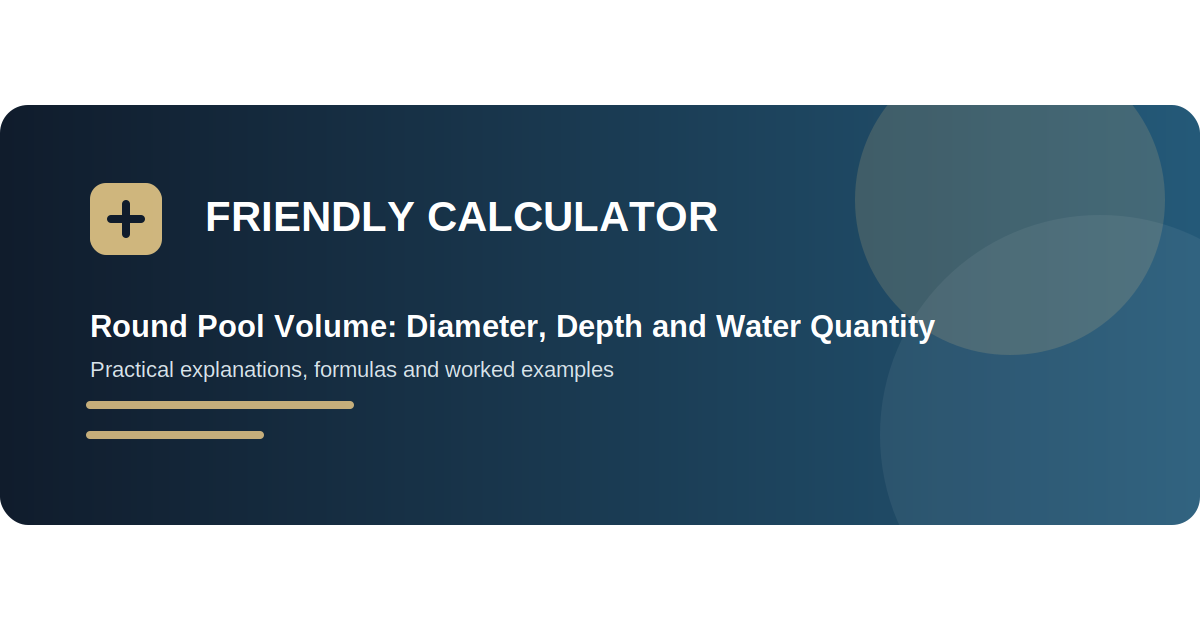 FRIENDLY CALCULATOR
Round Pool Volume: Diameter, Depth and Water Quantity
Practical explanations, formulas and worked examples